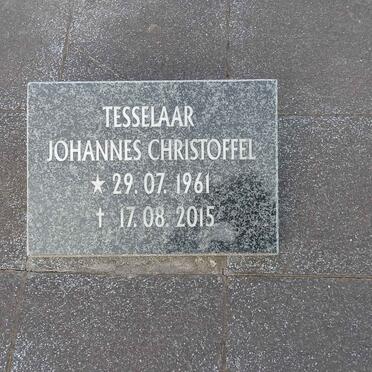 TESSELAAR
JOHANNES CHRISTOFFEL
★ 29. 07. 1961
† 17. 08. 2015